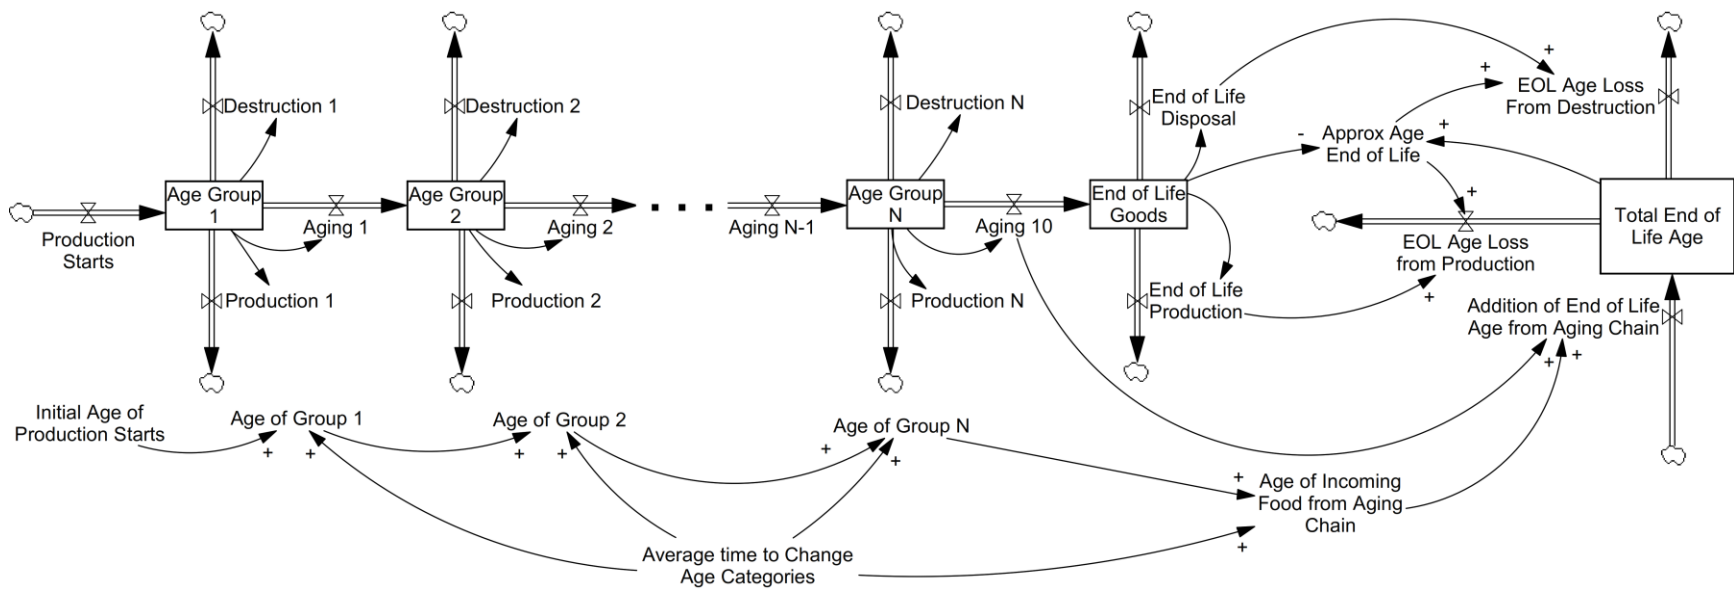 Destruction 1
Destruction 2
Destruction N
End of Life
Disposal
+
+
EOL Age Loss
From Destruction
-
Approx Age
End of Life
+
Age Group
1
Age Group
2
Age Group
N
End of Life
Goods
Total End of
Life Age
Production
Starts
Aging 1
Aging 2
. . .
Aging N-1
Aging 10
+
EOL Age Loss
from Production
+
Production 1
Production 2
Production N
End of Life
Production
Addition of End of Life
Age from Aging Chain
+ +
Initial Age of
Production Starts
Age of Group 1
+ +
Age of Group 2
+ +
Age of Group N
+
+
+
Age of Incoming
Food from Aging
Chain
+
Average time to Change
Age Categories